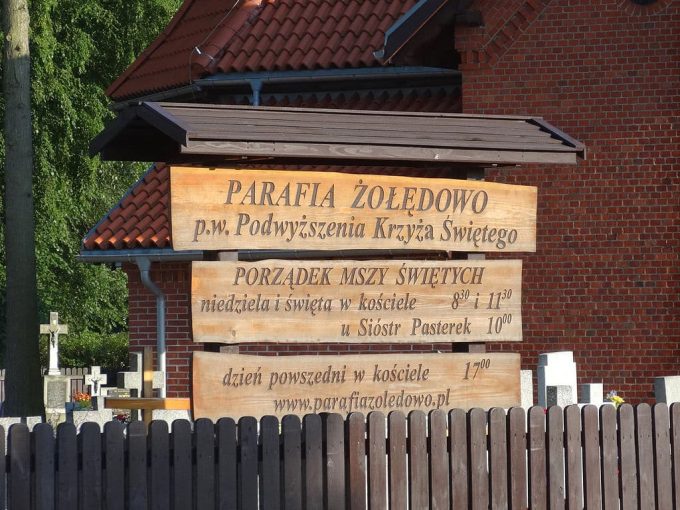 PARAFIA ŻOŁĘDOWO
p.w. Podwyższenia Krzyża Świętego
PORZĄDEK MSZY ŚWIĘTYCH
niedziela i święta w kościele 8³⁰ i 11³⁰
u Sióstr Pasterek 10⁰⁰
dzień powszedni w kościele 17⁰⁰
www.parafiazoledowo.pl